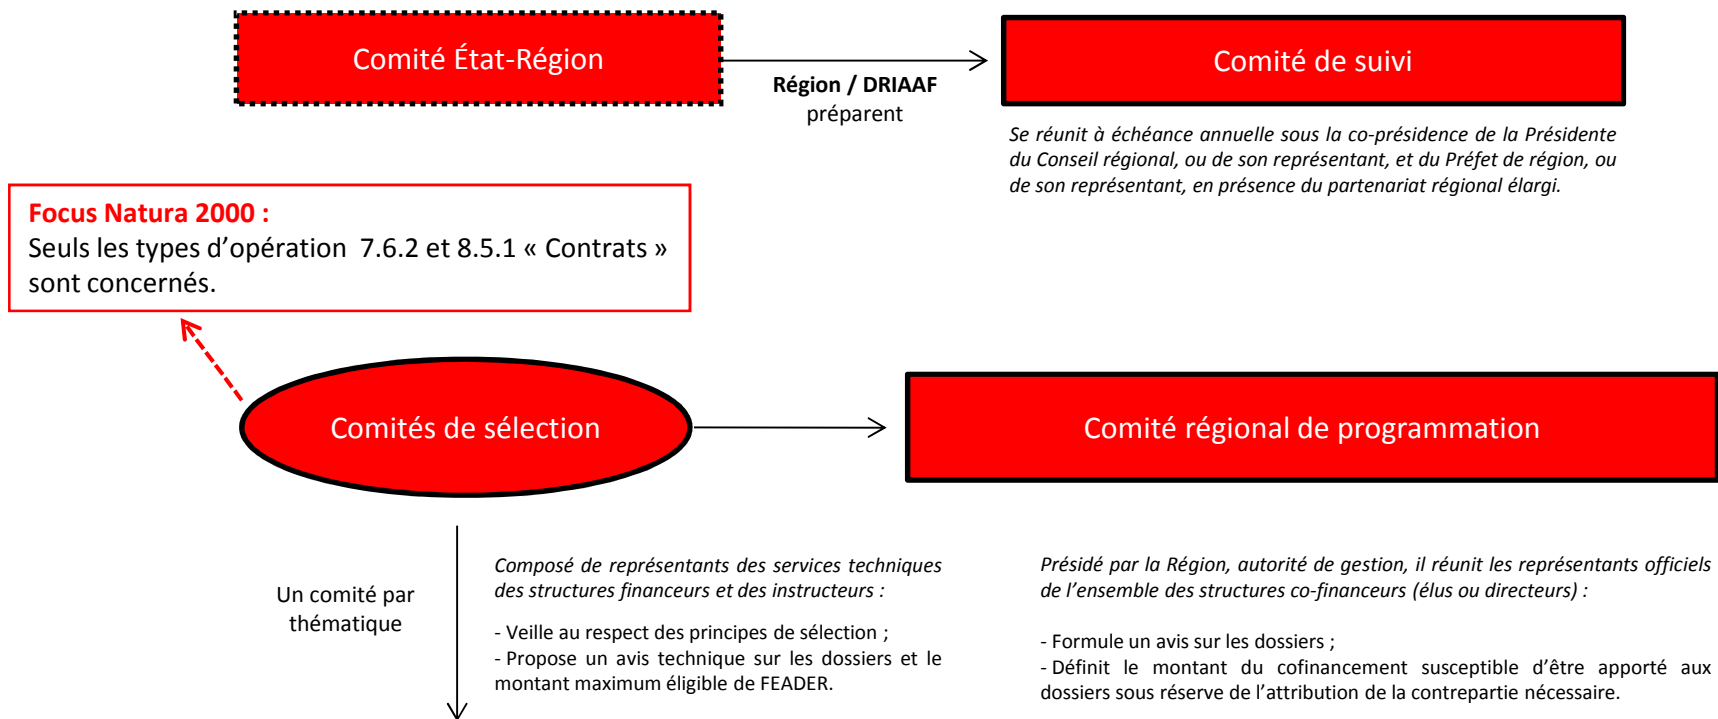 Comité État-Région
Région / DRIAAF
préparent
Comité de suivi
Se réunit à échéance annuelle sous la co-présidence de la Présidente
du Conseil régional, ou de son représentant, et du Préfet de région, ou
de son représentant, en présence du partenariat régional élargi.
Focus Natura 2000 :
Seuls les types d’opération 7.6.2 et 8.5.1 « Contrats »
sont concernés.
Comités de sélection
Comité régional de programmation
Un comité par
thématique
Composé de représentants des services techniques
des structures financeurs et des instructeurs :
- Veille au respect des principes de sélection ;
- Propose un avis technique sur les dossiers et le
montant maximum éligible de FEADER.
Présidé par la Région, autorité de gestion, il réunit les représentants officiels
de l’ensemble des structures co-financeurs (élus ou directeurs) :
- Formule un avis sur les dossiers ;
- Définit le montant du cofinancement susceptible d’être apporté aux
dossiers sous réserve de l’attribution de la contrepartie nécessaire.